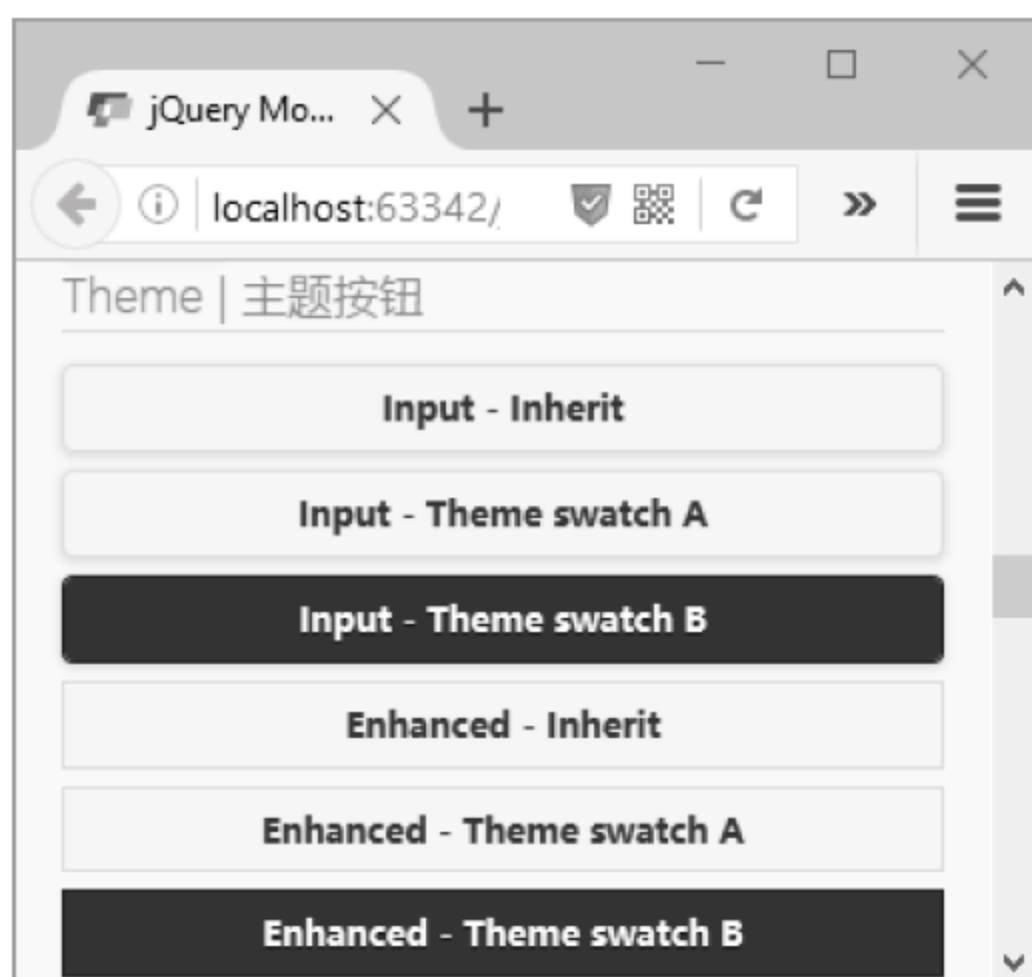 jQuery Mo...
localhost:63342/
Theme | 主题按钮
Input - Inherit
Input - Theme swatch A
Input - Theme swatch B
Enhanced - Inherit
Enhanced - Theme swatch A
Enhanced - Theme swatch B